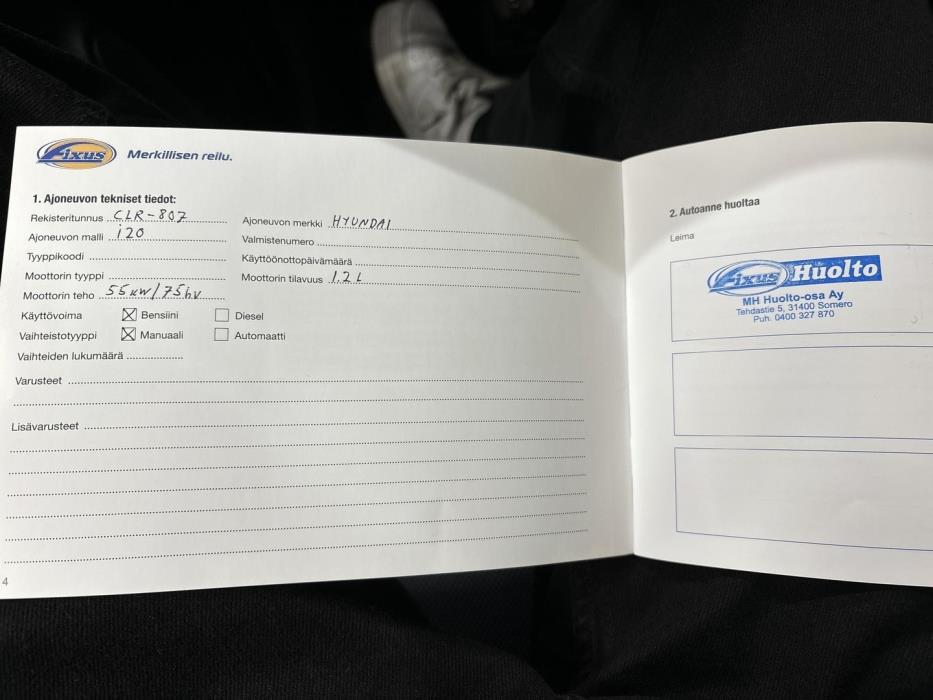 Fixus Merkillisen reilu.
1. Ajoneuvon tekniset tiedot:
Rekisteritunnus CLR-807 Ajoneuvon merkki HYUNDAI
Ajoneuvon malli i20 Valmistenumero
Tyyppikoodi Käyttöönottopäivämäärä
Moottorin tyyppi Moottorin tilavuus 1.2 L
Moottorin teho 55kW/75hv
Käyttövoima Bensiini Diesel
Vaihteistotyyppi Manuaali Automaatti
Vaihteiden lukumäärä
Varusteet
Lisävarusteet
4
2. Autoanne huoltaa
Leima
Fixus Huolto
MH Huolto-osa Ay
Tehdastie 5, 31400 Somero
Puh. 0400 327 870